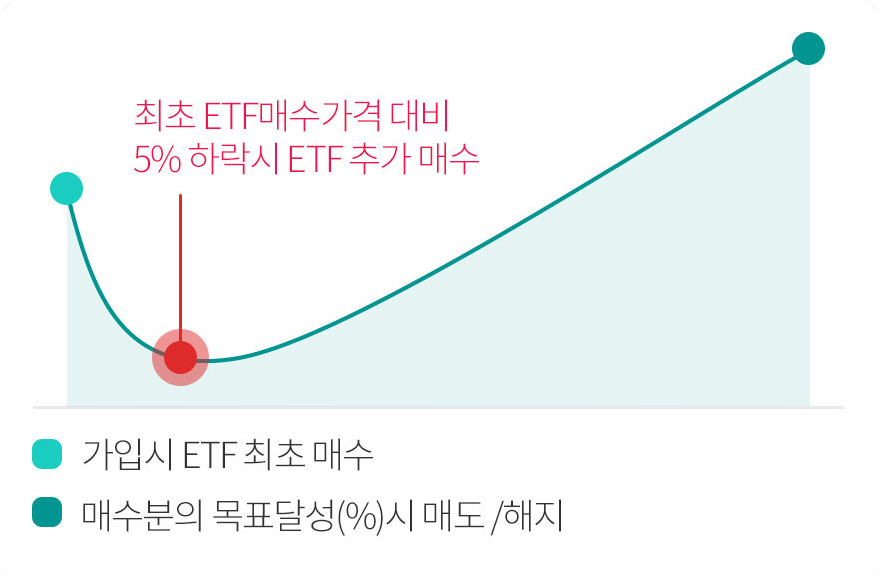 최초 ETF매수가격 대비
5% 하락시 ETF 추가 매수
가입시 ETF 최초 매수
매수분의 목표달성(%)시 매도 /해지